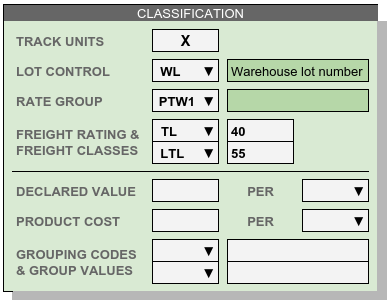 CLASSIFICATION
TRACK UNITS X
LOT CONTROL WL ▼ Warehouse lot number
RATE GROUP PTW1 ▼
FREIGHT RATING & TL ▼ 40
FREIGHT CLASSES LTL ▼ 55
DECLARED VALUE PER ▼
PRODUCT COST PER ▼
GROUPING CODES ▼
& GROUP VALUES ▼